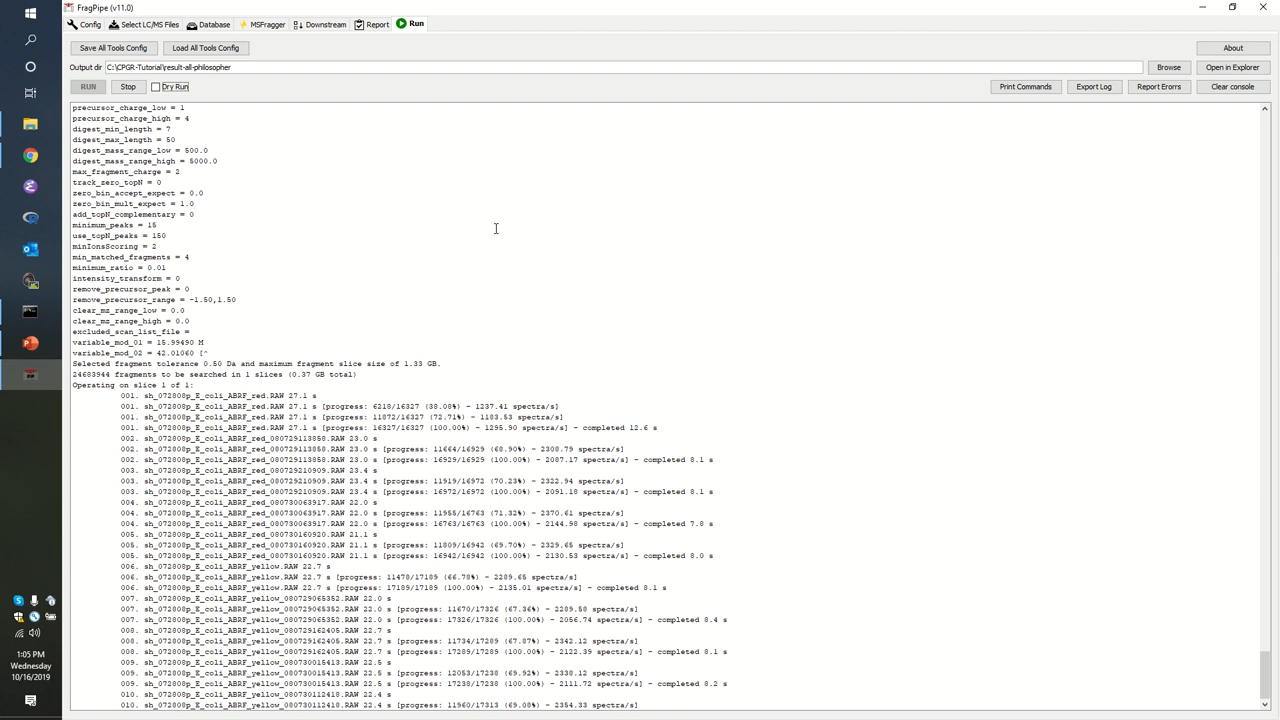 FragPipe (v11.0)
Config Select LC/MS Files Database MSFragger Downstream Report Run
Save All Tools Config Load All Tools Config About
Output dir C:\CPGR-Tutorial\result-all-philosopher Browse Open in Explorer
RUN Stop Dry Run Print Commands Export Log Report Erorrs Clear console
precursor_charge_low = 1
precursor_charge_high = 4
digest_min_length = 7
digest_max_length = 50
digest_mass_range_low = 500.0
digest_mass_range_high = 5000.0
max_fragment_charge = 2
track_zero_topN = 0
zero_bin_accept_expect = 0.0
zero_bin_mult_expect = 1.0
add_topN_complementary = 0
minimum_peaks = 15
use_topN_peaks = 150
minIonsScoring = 2
min_matched_fragments = 4
minimum_ratio = 0.01
intensity_transform = 0
remove_precursor_peak = 0
remove_precursor_range = -1.50,1.50
clear_mz_range_low = 0.0
clear_mz_range_high = 0.0
excluded_scan_list_file =
variable_mod_01 = 15.99490 M
variable_mod_02 = 42.01060 [^
Selected fragment tolerance 0.50 Da and maximum fragment slice size of 1.33 GB.
24683944 fragments to be searched in 1 slices (0.37 GB total)
Operating on slice 1 of 1:
001. sh_072808p_E_coli_ABRF_red.RAW 27.1 s
001. sh_072808p_E_coli_ABRF_red.RAW 27.1 s [progress: 6218/16327 (38.08%) - 1237.41 spectra/s]
001. sh_072808p_E_coli_ABRF_red.RAW 27.1 s [progress: 11872/16327 (72.71%) - 1183.53 spectra/s]
001. sh_072808p_E_coli_ABRF_red.RAW 27.1 s [progress: 16327/16327 (100.00%) - 1295.90 spectra/s] - completed 12.6 s
002. sh_072808p_E_coli_ABRF_red_080729113858.RAW 23.0 s
002. sh_072808p_E_coli_ABRF_red_080729113858.RAW 23.0 s [progress: 11664/16929 (68.90%) - 2308.79 spectra/s]
002. sh_072808p_E_coli_ABRF_red_080729113858.RAW 23.0 s [progress: 16929/16929 (100.00%) - 2087.17 spectra/s] - completed 8.1 s
003. sh_072808p_E_coli_ABRF_red_080729210909.RAW 23.4 s
003. sh_072808p_E_coli_ABRF_red_080729210909.RAW 23.4 s [progress: 11919/16972 (70.23%) - 2322.94 spectra/s]
003. sh_072808p_E_coli_ABRF_red_080729210909.RAW 23.4 s [progress: 16972/16972 (100.00%) - 2091.18 spectra/s] - completed 8.1 s
004. sh_072808p_E_coli_ABRF_red_080730063917.RAW 22.0 s
004. sh_072808p_E_coli_ABRF_red_080730063917.RAW 22.0 s [progress: 11955/16763 (71.32%) - 2370.61 spectra/s]
004. sh_072808p_E_coli_ABRF_red_080730063917.RAW 22.0 s [progress: 16763/16763 (100.00%) - 2144.98 spectra/s] - completed 7.8 s
005. sh_072808p_E_coli_ABRF_red_080730160920.RAW 21.1 s
005. sh_072808p_E_coli_ABRF_red_080730160920.RAW 21.1 s [progress: 11809/16942 (69.70%) - 2329.65 spectra/s]
005. sh_072808p_E_coli_ABRF_red_080730160920.RAW 21.1 s [progress: 16942/16942 (100.00%) - 2130.53 spectra/s] - completed 8.0 s
006. sh_072808p_E_coli_ABRF_yellow.RAW 22.7 s
006. sh_072808p_E_coli_ABRF_yellow.RAW 22.7 s [progress: 11478/17189 (66.78%) - 2289.65 spectra/s]
006. sh_072808p_E_coli_ABRF_yellow.RAW 22.7 s [progress: 17189/17189 (100.00%) - 2135.01 spectra/s] - completed 8.1 s
007. sh_072808p_E_coli_ABRF_yellow_080729065352.RAW 22.0 s
007. sh_072808p_E_coli_ABRF_yellow_080729065352.RAW 22.0 s [progress: 11670/17326 (67.36%) - 2289.58 spectra/s]
007. sh_072808p_E_coli_ABRF_yellow_080729065352.RAW 22.0 s [progress: 17326/17326 (100.00%) - 2056.74 spectra/s] - completed 8.4 s
008. sh_072808p_E_coli_ABRF_yellow_080729162405.RAW 22.7 s
008. sh_072808p_E_coli_ABRF_yellow_080729162405.RAW 22.7 s [progress: 11734/17289 (67.87%) - 2342.12 spectra/s]
008. sh_072808p_E_coli_ABRF_yellow_080729162405.RAW 22.7 s [progress: 17289/17289 (100.00%) - 2122.39 spectra/s] - completed 8.1 s
009. sh_072808p_E_coli_ABRF_yellow_080730015413.RAW 22.5 s
009. sh_072808p_E_coli_ABRF_yellow_080730015413.RAW 22.5 s [progress: 12053/17238 (69.92%) - 2338.12 spectra/s]
009. sh_072808p_E_coli_ABRF_yellow_080730015413.RAW 22.5 s [progress: 17238/17238 (100.00%) - 2111.72 spectra/s] - completed 8.2 s
010. sh_072808p_E_coli_ABRF_yellow_080730112418.RAW 22.4 s
010. sh_072808p_E_coli_ABRF_yellow_080730112418.RAW 22.4 s [progress: 11960/17313 (69.08%) - 2354.33 spectra/s]
1:05 PM
Wednesday
10/16/2019